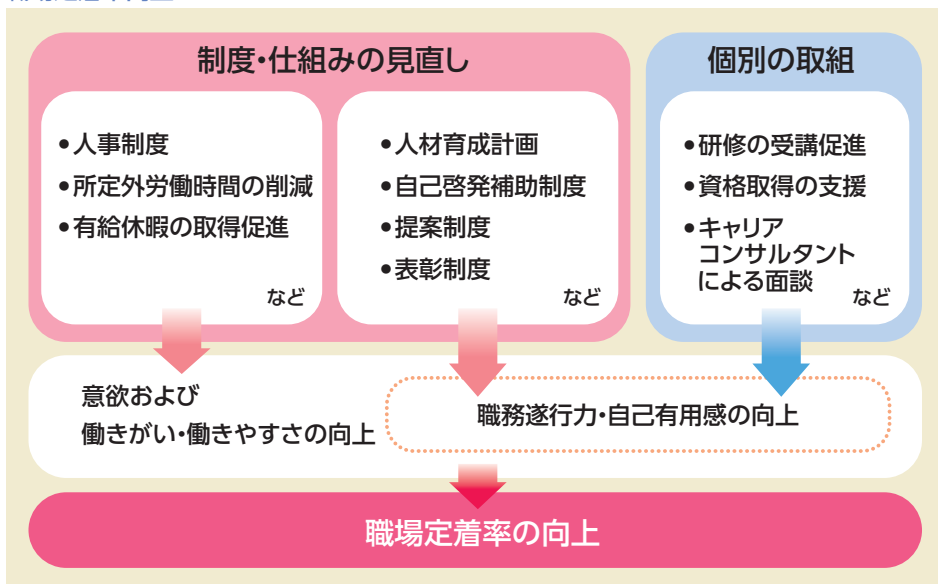 制度・仕組みの見直し
•人事制度
•所定外労働時間の削減
•有給休暇の取得促進
など
•人材育成計画
•自己啓発補助制度
•提案制度
•表彰制度
など
個別の取組
•研修の受講促進
•資格取得の支援
•キャリア
コンサルタント
による面談
など
意欲および
働きがい・働きやすさの向上
職務遂行力・自己有用感の向上
職場定着率の向上